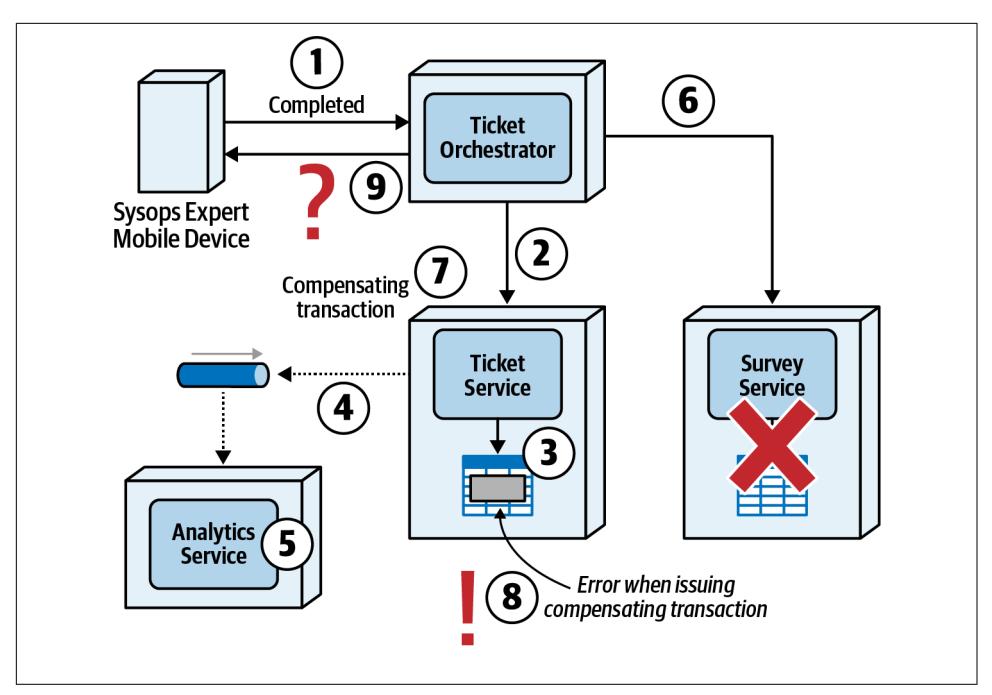 1
Completed
Ticket
Orchestrator
6
?
9
Sysops Expert
Mobile Device
2
7
Compensating
transaction
Ticket
Service
Survey
Service
4
3
Analytics
Service
5
!
8
Error when issuing
compensating transaction